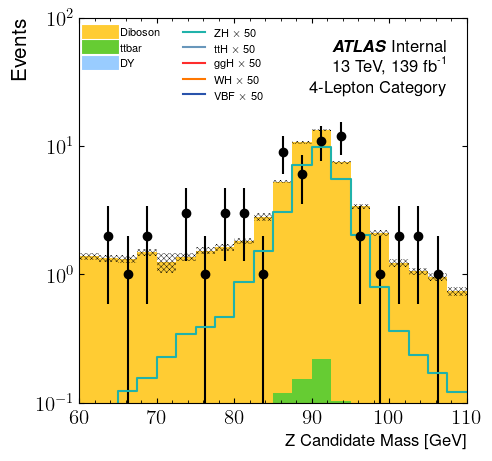 Events
10²
10¹
10⁰
10⁻¹
Diboson
ttbar
DY
ZH × 50
ttH × 50
ggH × 50
WH × 50
VBF × 50
ATLAS Internal
13 TeV, 139 fb⁻¹
4-Lepton Category
60 70 80 90 100 110
Z Candidate Mass [GeV]